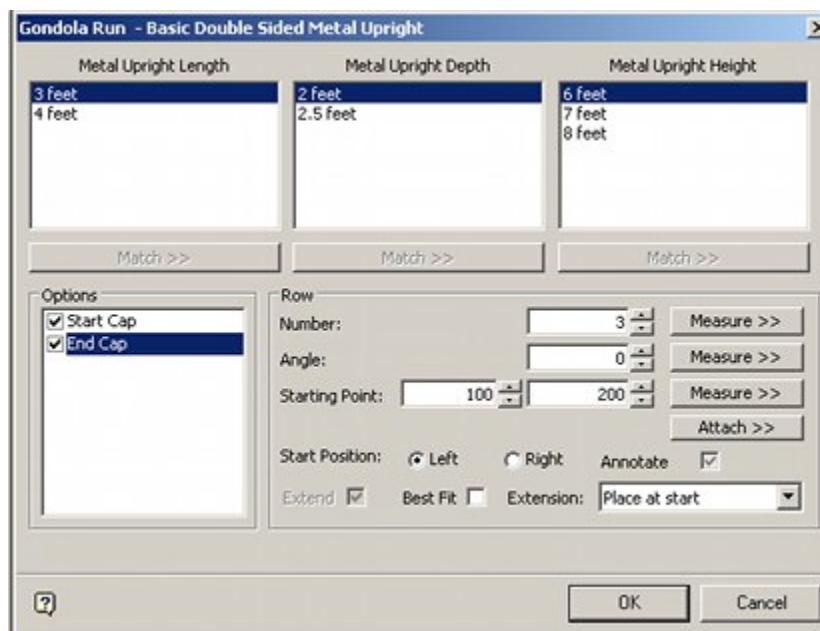 Gondola Run - Basic Double Sided Metal Upright
Metal Upright Length
Metal Upright Depth
Metal Upright Height
3 feet
4 feet
2 feet
2.5 feet
6 feet
7 feet
8 feet
Match >>
Match >>
Match >>
Options
Start Cap
End Cap
Row
Number: 3 Measure >>
Angle: 0 Measure >>
Starting Point: 100 200 Measure >>
Attach >>
Start Position: Left Right Annotate
Extend Best Fit Extension: Place at start
OK
Cancel